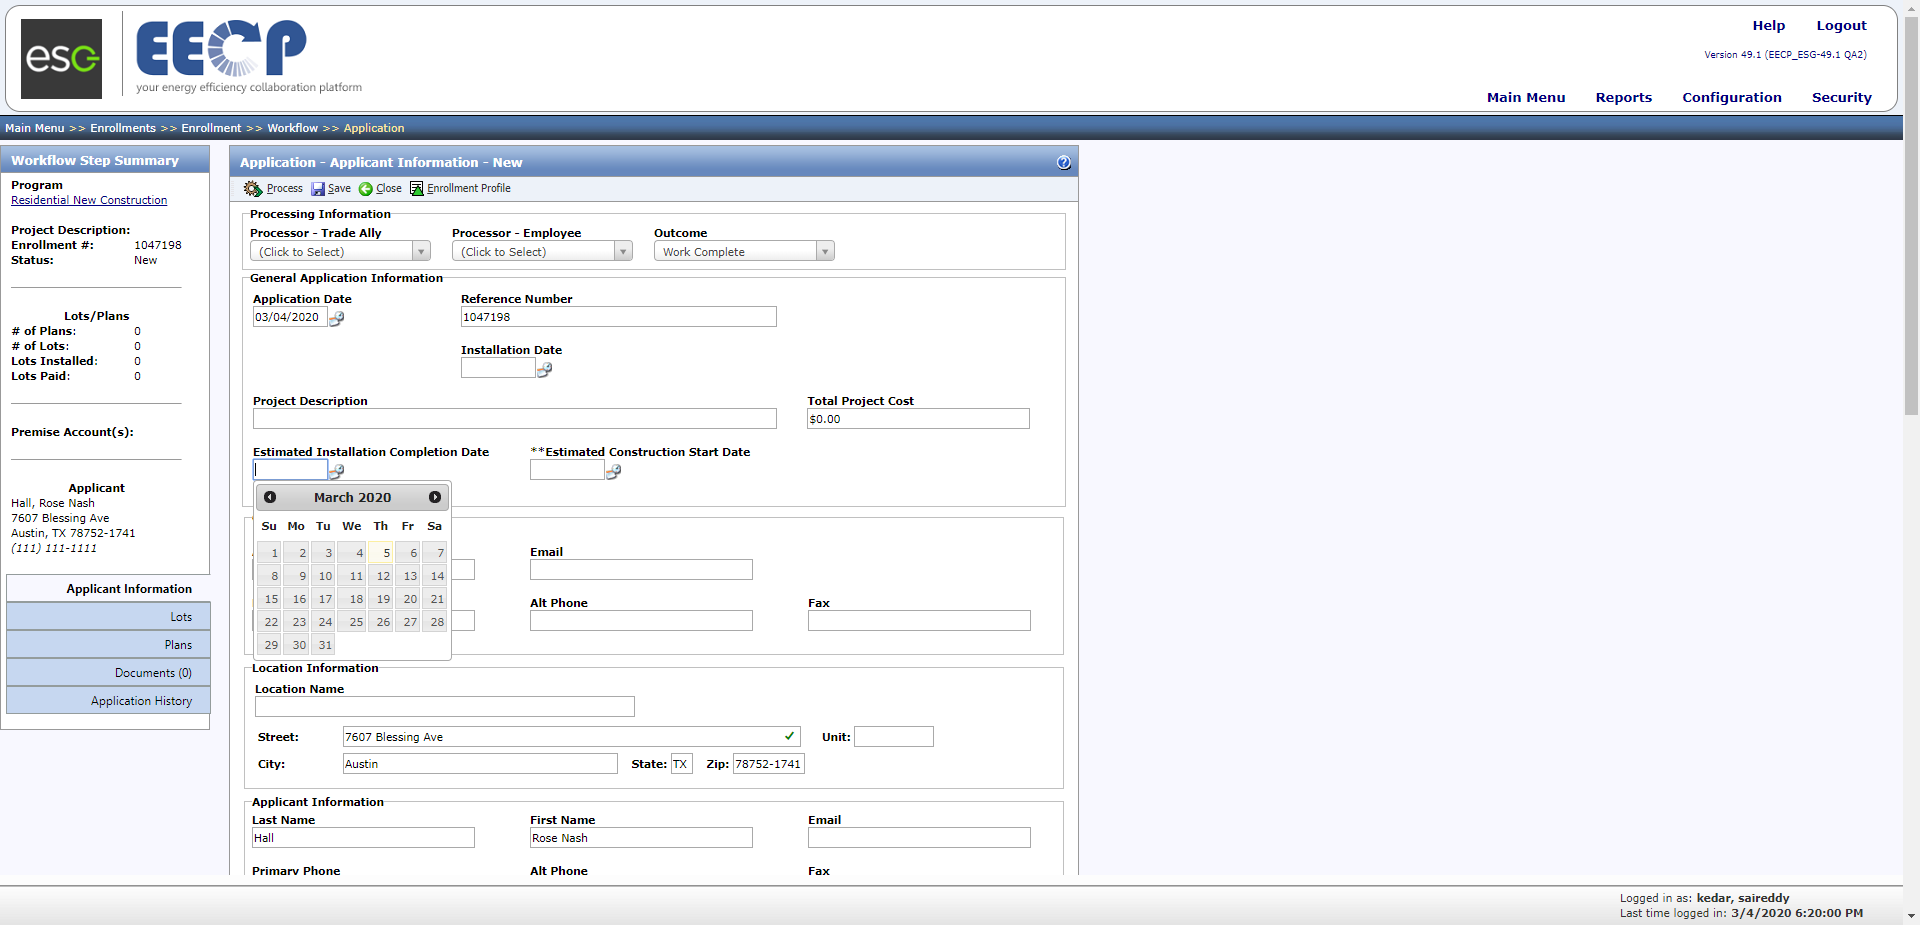 esg
EECP
your energy efficiency collaboration platform
Help Logout
Version 49.1 (EECP_ESG-49.1 QA2)
Main Menu Reports Configuration Security
Main Menu >> Enrollments >> Enrollment >> Workflow >> Application
Workflow Step Summary
Program
Residential New Construction
Project Description:
Enrollment #: 1047198
Status: New
Lots/Plans
# of Plans: 0
# of Lots: 0
Lots Installed: 0
Lots Paid: 0
Premise Account(s):
Applicant
Hall, Rose Nash
7607 Blessing Ave
Austin, TX 78752-1741
(111) 111-1111
Applicant Information
Lots
Plans
Documents (0)
Application History
Application - Applicant Information - New
Process Save Close Enrollment Profile
Processing Information
Processor - Trade Ally Processor - Employee Outcome
(Click to Select) (Click to Select) Work Complete
General Application Information
Application Date Reference Number
03/04/2020 1047198
Installation Date
Project Description Total Project Cost
$0.00
Estimated Installation Completion Date **Estimated Construction Start Date
March 2020
Su Mo Tu We Th Fr Sa
1 2 3 4 5 6 7
8 9 10 11 12 13 14
15 16 17 18 19 20 21
22 23 24 25 26 27 28
29 30 31
Email
Alt Phone Fax
Location Information
Location Name
Street: 7607 Blessing Ave Unit:
City: Austin State: TX Zip: 78752-1741
Applicant Information
Last Name First Name Email
Hall Rose Nash
Primary Phone Alt Phone Fax
Logged in as: kedar, saireddy
Last time logged in: 3/4/2020 6:20:00 PM